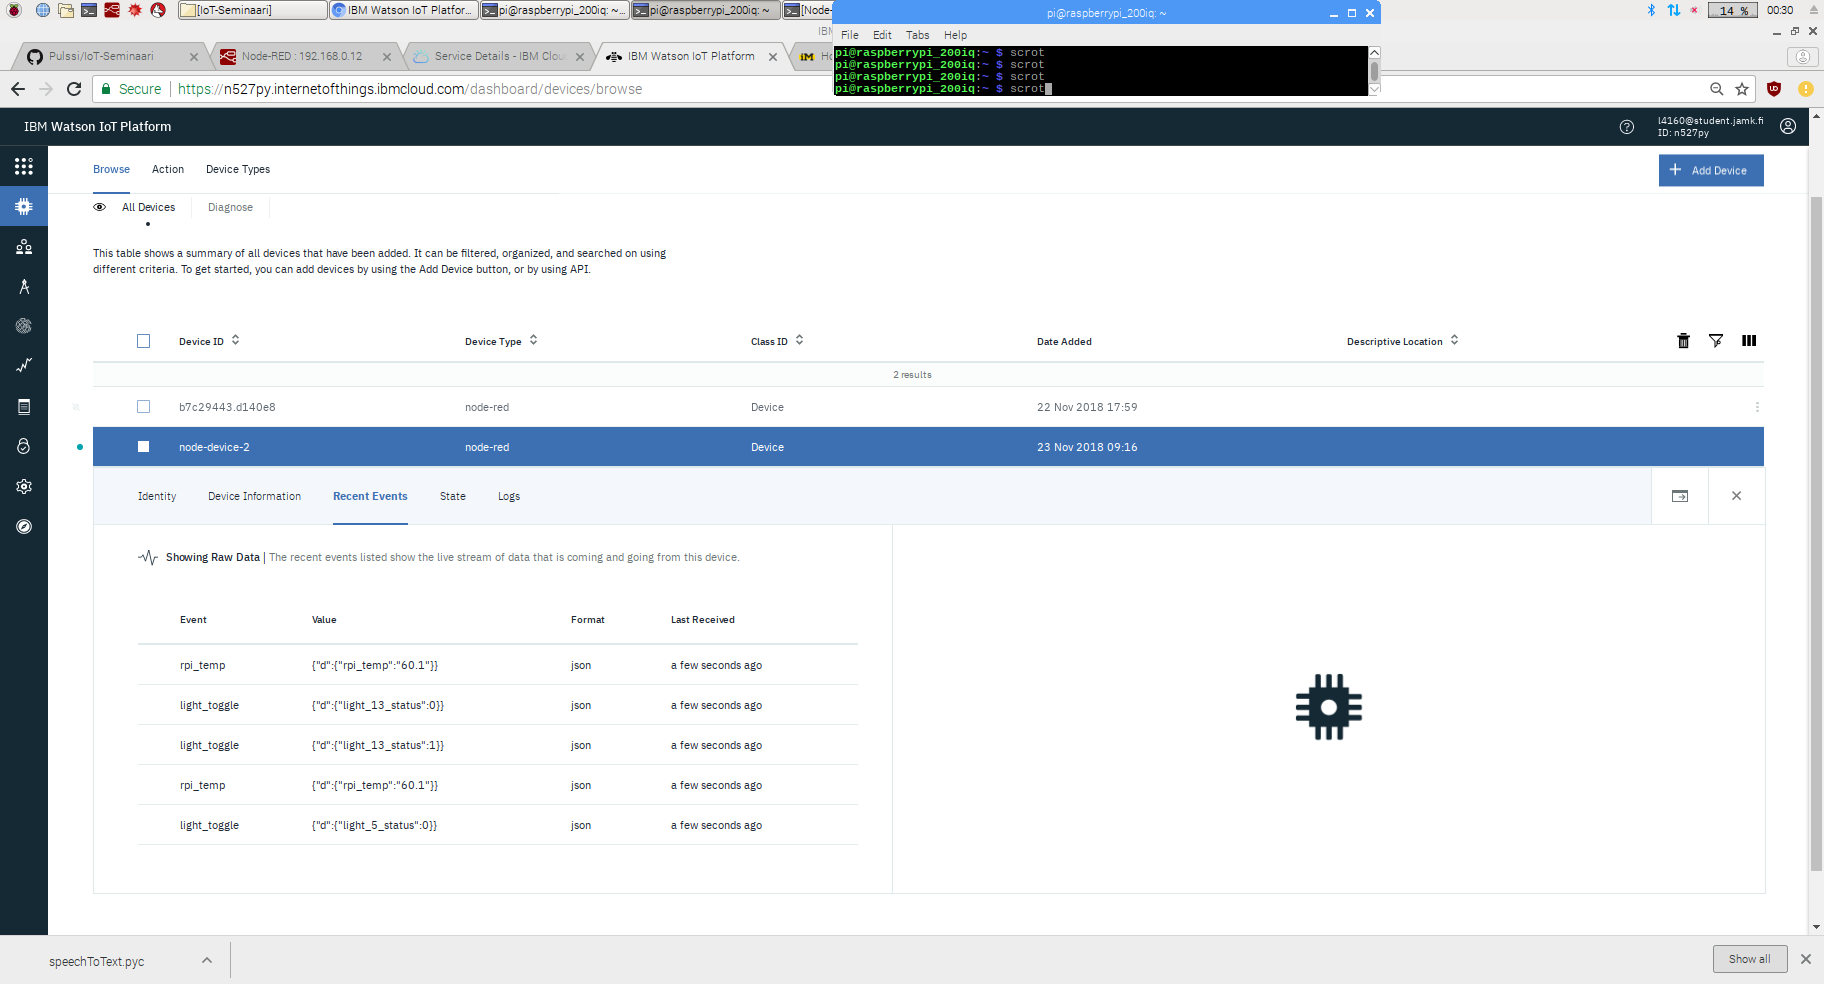 [IoT-Seminaari]
IBM Watson IoT Platfor...
pi@raspberrypi_200iq: ~...
pi@raspberrypi_200iq: ~
[Node-
14 %
00:30
pi@raspberrypi_200iq: ~
File Edit Tabs Help
pi@raspberrypi_200iq:~ $ scrot
pi@raspberrypi_200iq:~ $ scrot
pi@raspberrypi_200iq:~ $ scrot
pi@raspberrypi_200iq:~ $ scrot
IBM
Pulssi/IoT-Seminaari
Node-RED : 192.168.0.12
Service Details - IBM Clou
IBM Watson IoT Platform
iM Ho
Secure https://n527py.internetofthings.ibmcloud.com/dashboard/devices/browse
IBM Watson IoT Platform
l4160@student.jamk.fi
ID: n527py
Browse Action Device Types
Add Device
All Devices Diagnose
This table shows a summary of all devices that have been added. It can be filtered, organized, and searched on using
different criteria. To get started, you can add devices by using the Add Device button, or by using API.
Device ID Device Type Class ID Date Added Descriptive Location
2 results
b7c29443.d140e8 node-red Device 22 Nov 2018 17:59
node-device-2 node-red Device 23 Nov 2018 09:16
Identity Device Information Recent Events State Logs
Showing Raw Data | The recent events listed show the live stream of data that is coming and going from this device.
Event Value Format Last Received
rpi_temp {"d":{"rpi_temp":"60.1"}} json a few seconds ago
light_toggle {"d":{"light_13_status":0}} json a few seconds ago
light_toggle {"d":{"light_13_status":1}} json a few seconds ago
rpi_temp {"d":{"rpi_temp":"60.1"}} json a few seconds ago
light_toggle {"d":{"light_5_status":0}} json a few seconds ago
speechToText.pyc
Show all